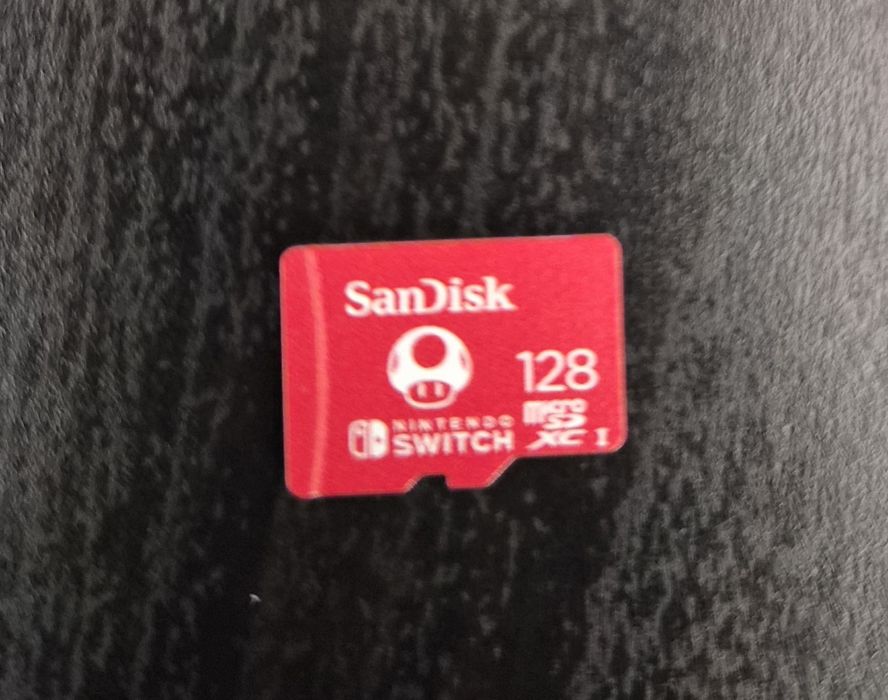 SanDisk
128
NINTENDO
SWITCH
micro
SD
XC I